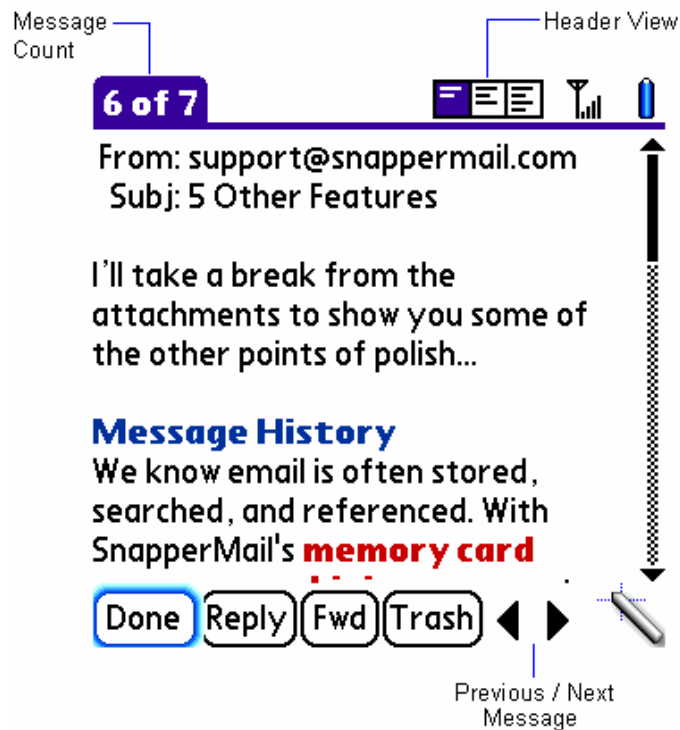 Message
Count
Header View
6 of 7
From: support@snappermail.com
Subj: 5 Other Features
I'll take a break from the
attachments to show you some of
the other points of polish...
Message History
We know email is often stored,
searched, and referenced. With
SnapperMail's memory card
Done Reply Fwd Trash
Previous / Next
Message